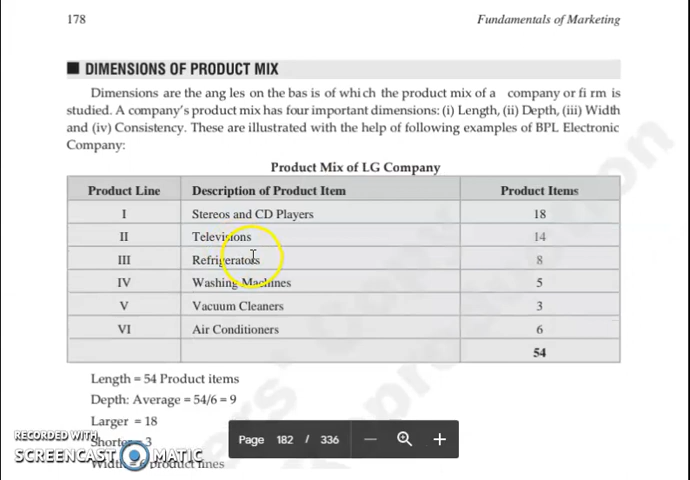 178
Fundamentals of Marketing
DIMENSIONS OF PRODUCT MIX
Dimensions are the ang les on the bas is of whi ch the product mix of a company or fi rm is
studied. A company's product mix has four important dimensions: (i) Length, (ii) Depth, (iii) Width
and (iv) Consistency. These are illustrated with the help of following examples of BPL Electronic
Company:
Product Mix of LG Company
Product Line Description of Product Item Product Items
I Stereos and CD Players 18
II Televisions 14
III Refrigerators 8
IV Washing Machines 5
V Vacuum Cleaners 3
VI Air Conditioners 6
54
Length = 54 Product items
Depth: Average = 54/6 = 9
Larger = 18
Shorter = 3
Width = 6 product lines
Page 182 / 336
RECORDED WITH
SCREENCAST MATIC